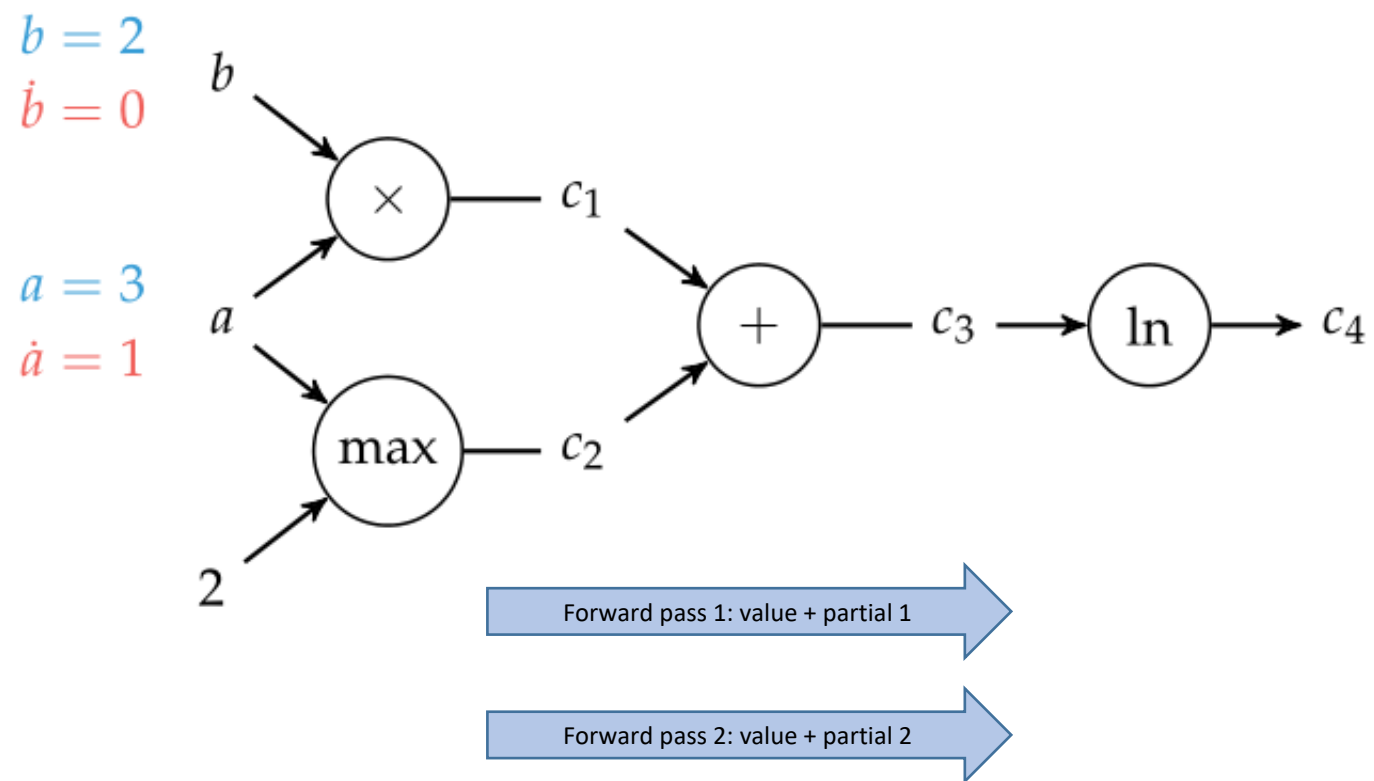 b = 2
ḃ = 0
b
×
c₁
a = 3
a
ȧ = 1
+
c₃
ln
c₄
max
c₂
2
Forward pass 1: value + partial 1
Forward pass 2: value + partial 2